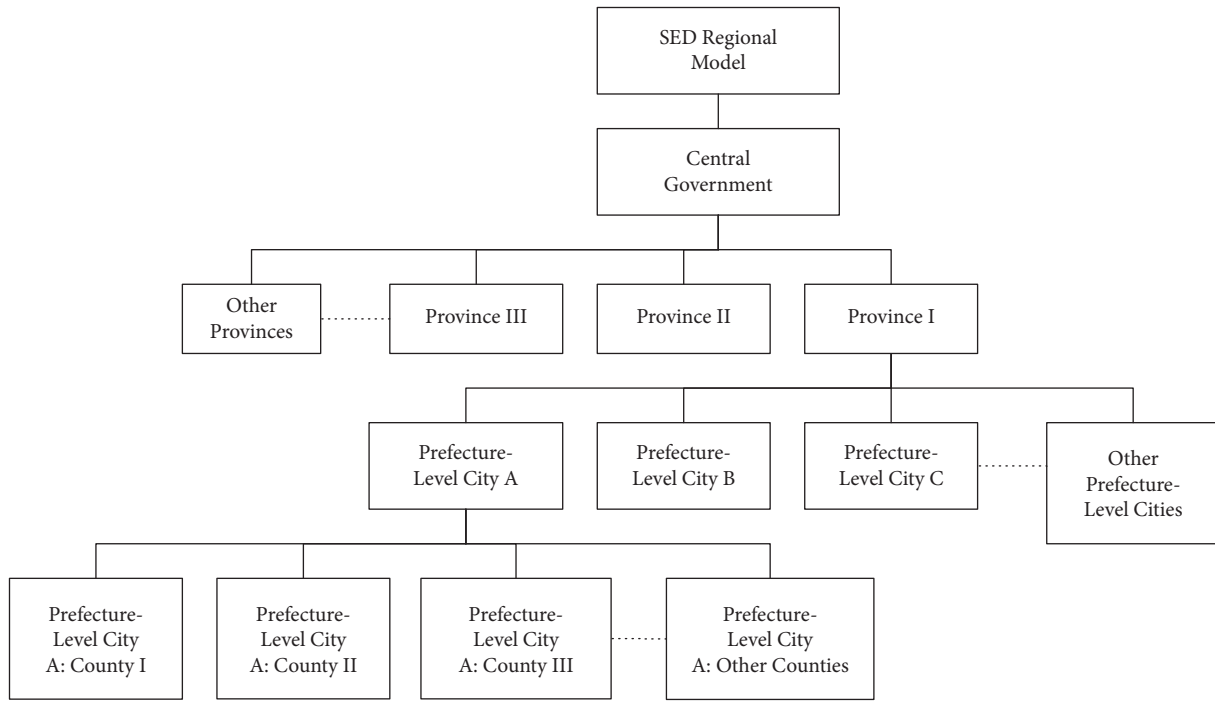 SED Regional
Model
Central
Government
Other
Provinces
Province III
Province II
Province I
Prefecture-
Level City A
Prefecture-
Level City B
Prefecture-
Level City C
Other
Prefecture-
Level Cities
Prefecture-
Level City
A: County I
Prefecture-
Level City
A: County II
Prefecture-
Level City
A: County III
Prefecture-
Level City
A: Other Counties